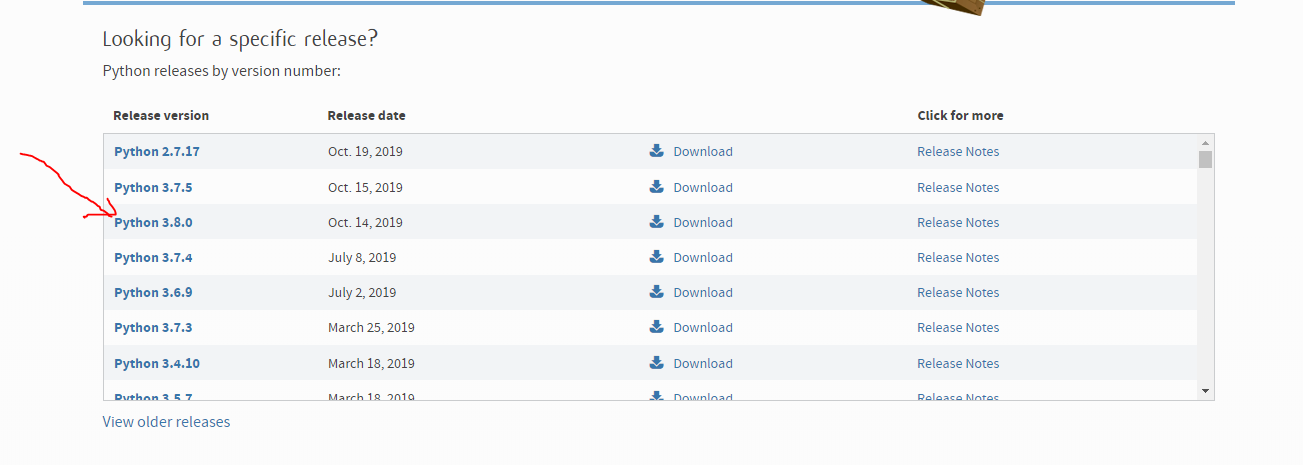 Looking for a specific release?
Python releases by version number:
Release version Release date Click for more
Python 2.7.17 Oct. 19, 2019 Download Release Notes
Python 3.7.5 Oct. 15, 2019 Download Release Notes
Python 3.8.0 Oct. 14, 2019 Download Release Notes
Python 3.7.4 July 8, 2019 Download Release Notes
Python 3.6.9 July 2, 2019 Download Release Notes
Python 3.7.3 March 25, 2019 Download Release Notes
Python 3.4.10 March 18, 2019 Download Release Notes
Python 3.5.7 March 18, 2019 Download Release Notes
View older releases